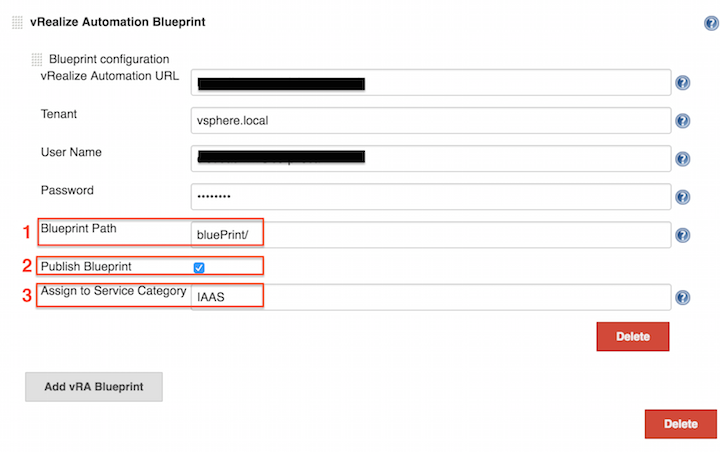 vRealize Automation Blueprint
Blueprint configuration
vRealize Automation URL
Tenant
vsphere.local
User Name
Password
••••••••
1 Blueprint Path
bluePrint/
2 Publish Blueprint
3 Assign to Service Category
IAAS
Delete
Add vRA Blueprint
Delete